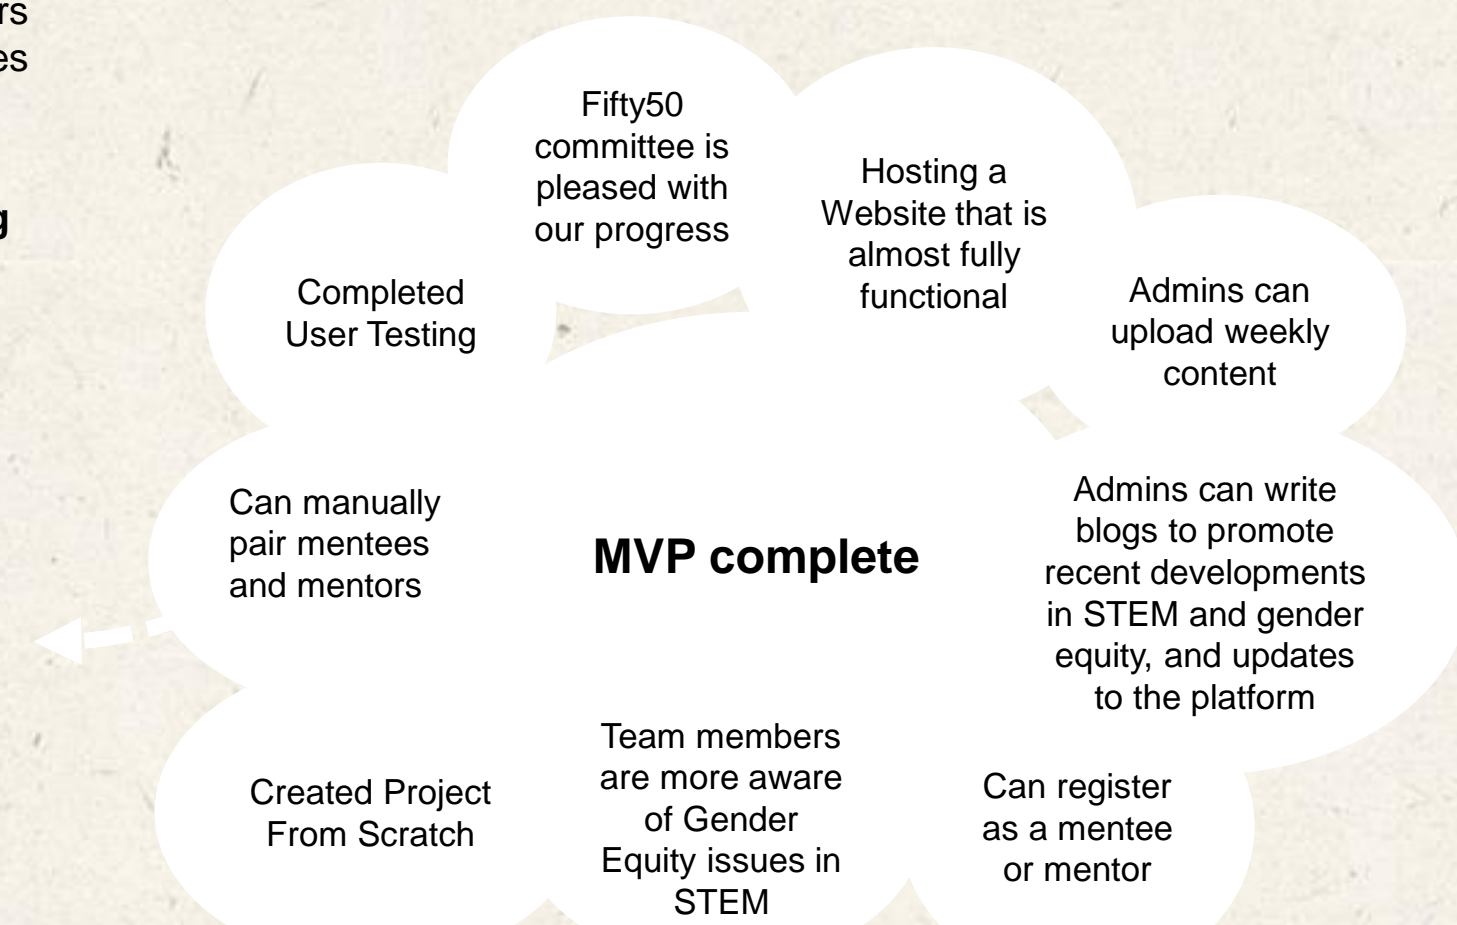 rs
es
g
Fifty50
committee is
pleased with
our progress
Hosting a
Website that is
almost fully
functional
Completed
User Testing
Admins can
upload weekly
content
Can manually
pair mentees
and mentors
MVP complete
Admins can write
blogs to promote
recent developments
in STEM and gender
equity, and updates
to the platform
Created Project
From Scratch
Team members
are more aware
of Gender
Equity issues in
STEM
Can register
as a mentee
or mentor